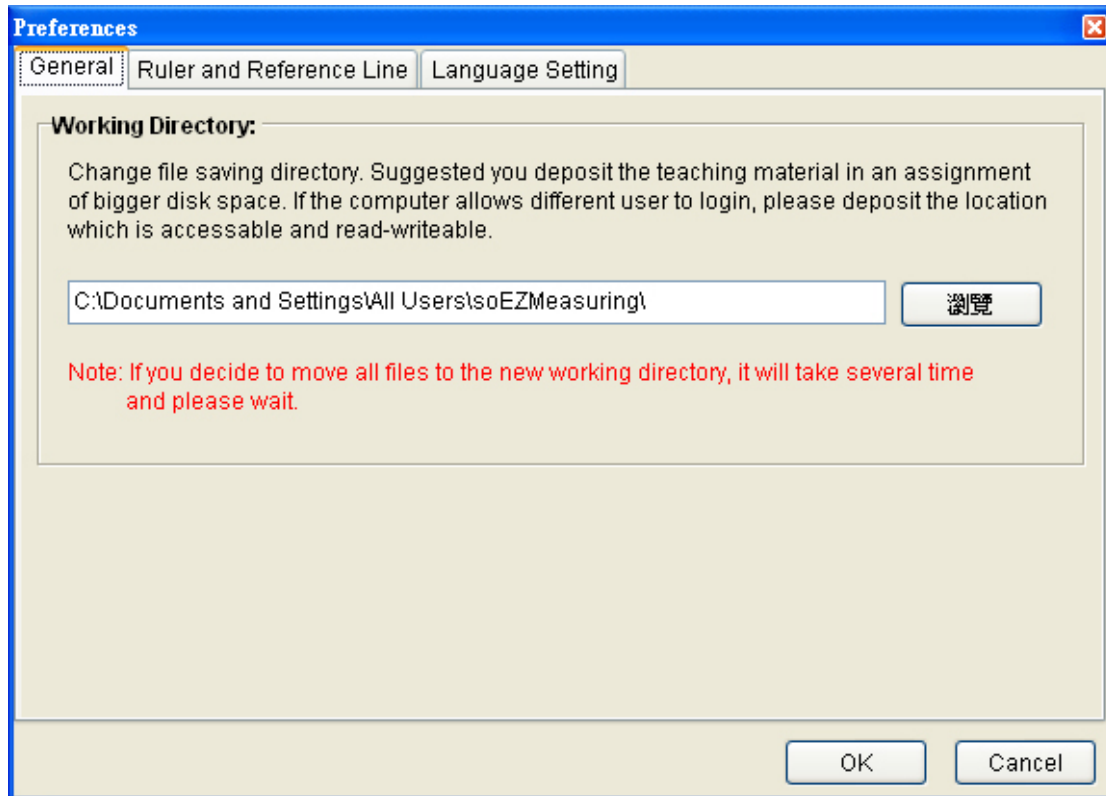 Preferences
General
Ruler and Reference Line
Language Setting
Working Directory:
Change file saving directory. Suggested you deposit the teaching material in an assignment
of bigger disk space. If the computer allows different user to login, please deposit the location
which is accessable and read-writeable.
C:\Documents and Settings\All Users\soEZMeasuring\
瀏覽
Note: If you decide to move all files to the new working directory, it will take several time
and please wait.
OK
Cancel